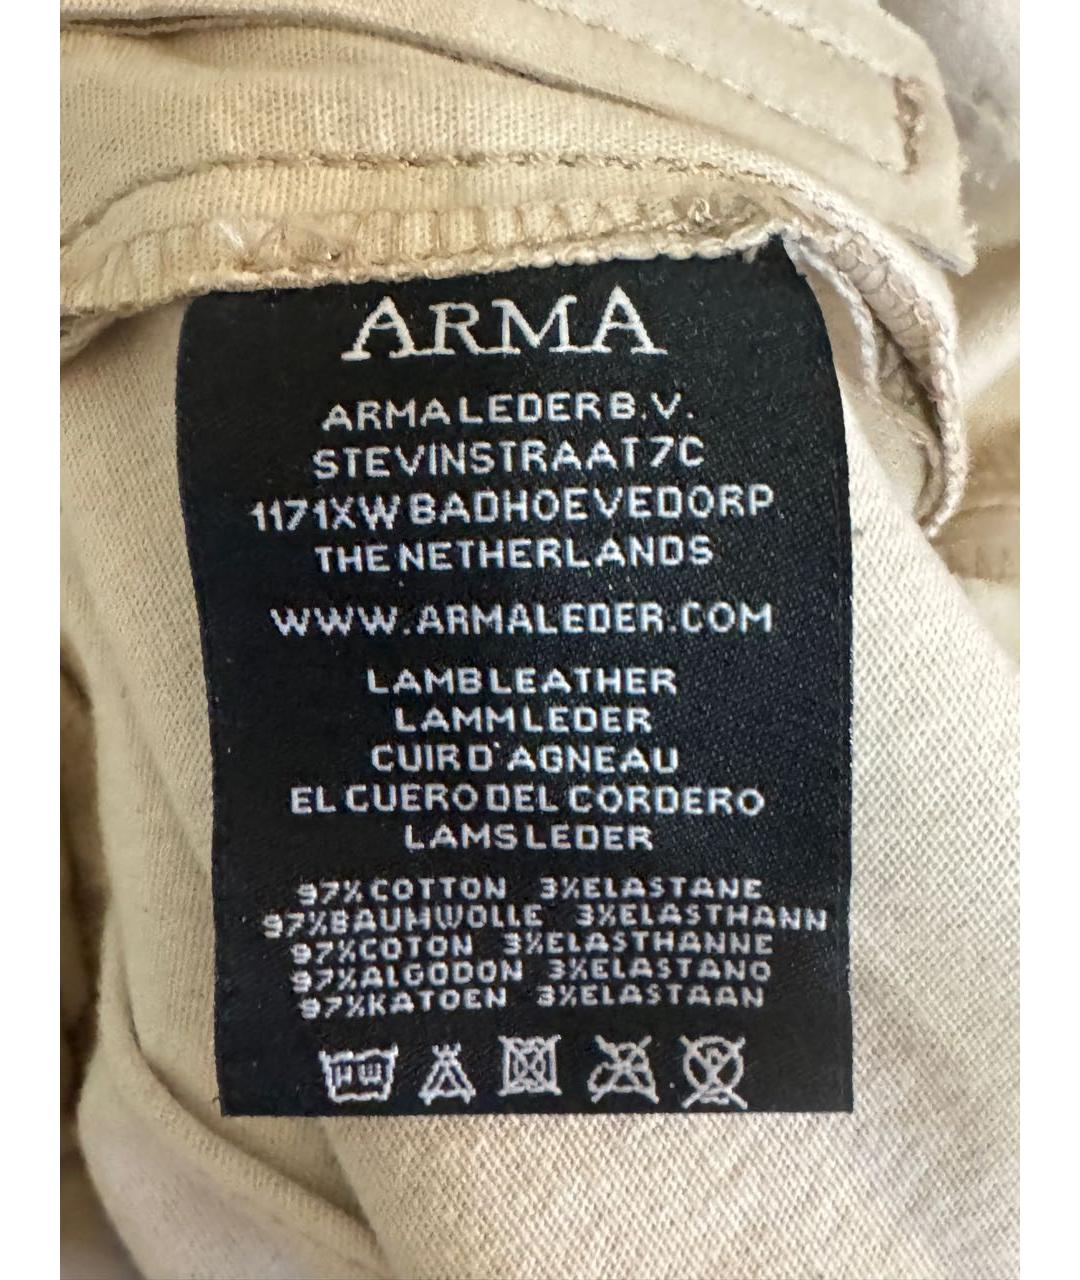 ARMA
ARMA LEDER B.V.
STEVINSTRAAT 7C
1171XW BADHOEVEDORP
THE NETHERLANDS
WWW.ARMALEDER.COM
LAMB LEATHER
LAMM LEDER
CUIR D'AGNEAU
EL CUERO DEL CORDERO
LAMS LEDER
97% COTTON 3% ELASTANE
97% BAUMWOLLE 3% ELASTHANN
97% COTON 3% ELASTHANNE
97% ALGODON 3% ELASTANO
97% KATOEN 3% ELASTAAN